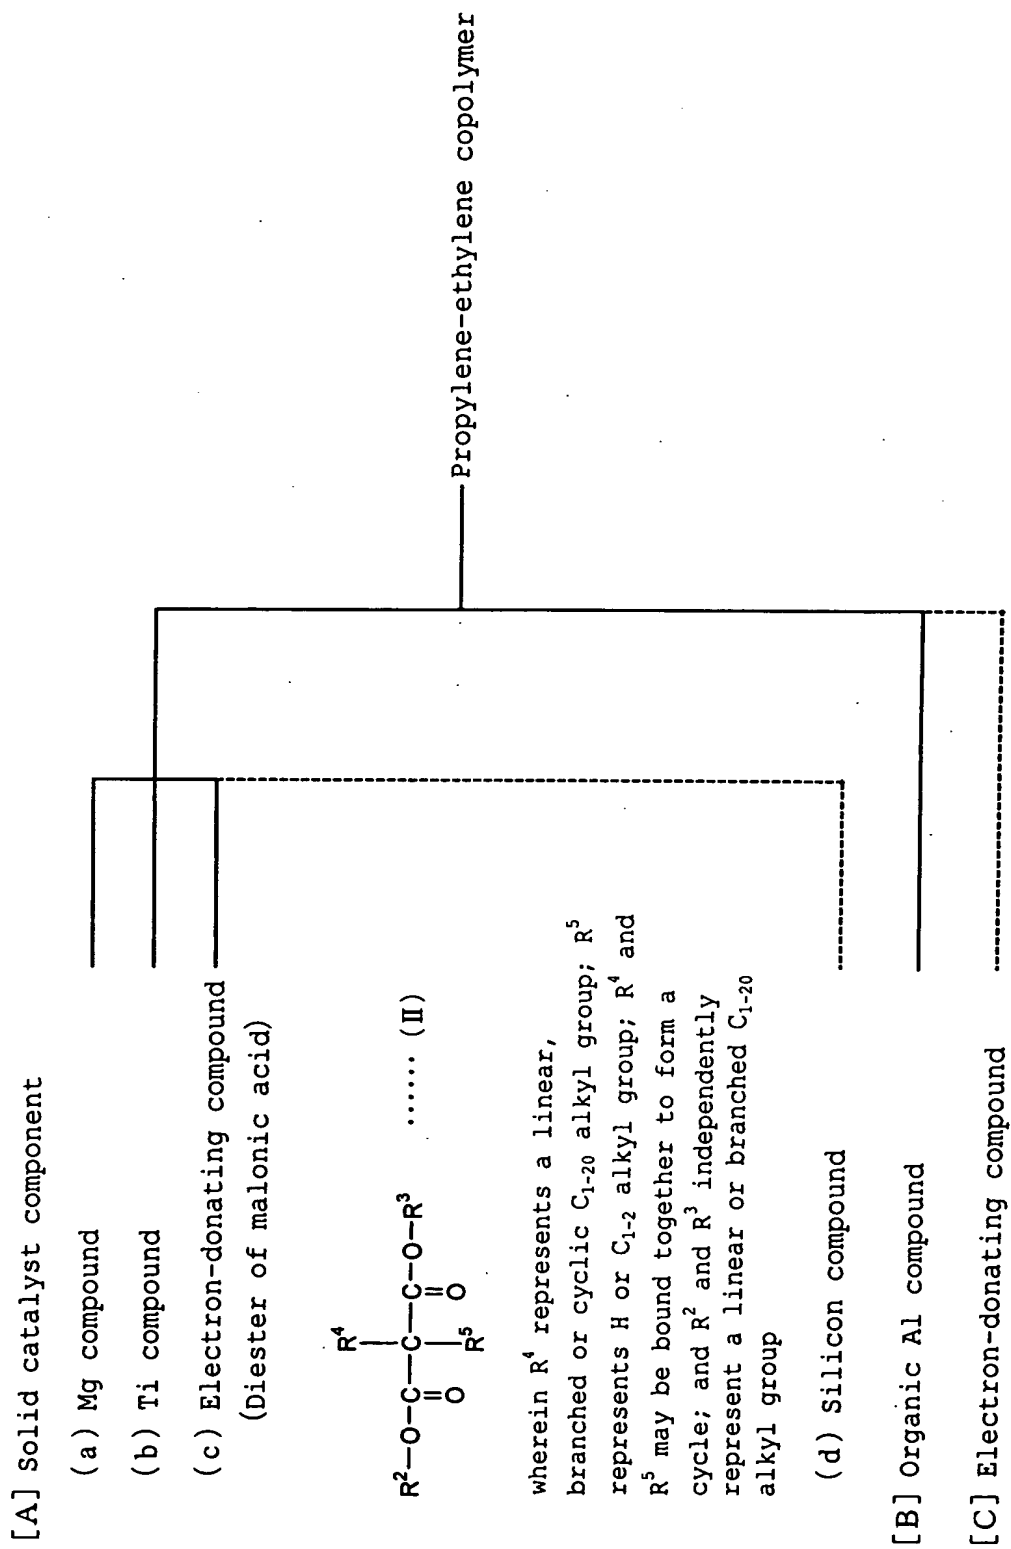 [A] Solid catalyst component
(a) Mg compound
(b) Ti compound
(c) Electron-donating compound
(Diester of malonic acid)
R⁴
R²—O—C—C—C—O—R³ ······ (II)
O R⁵ O
wherein R⁴ represents a linear,
branched or cyclic C₁₋₂₀ alkyl group; R⁵
represents H or C₁₋₂ alkyl group; R⁴ and
R⁵ may be bound together to form a
cycle; and R² and R³ independently
represent a linear or branched C₁₋₂₀
alkyl group
(d) Silicon compound
[B] Organic Al compound
[C] Electron-donating compound
Propylene-ethylene copolymer